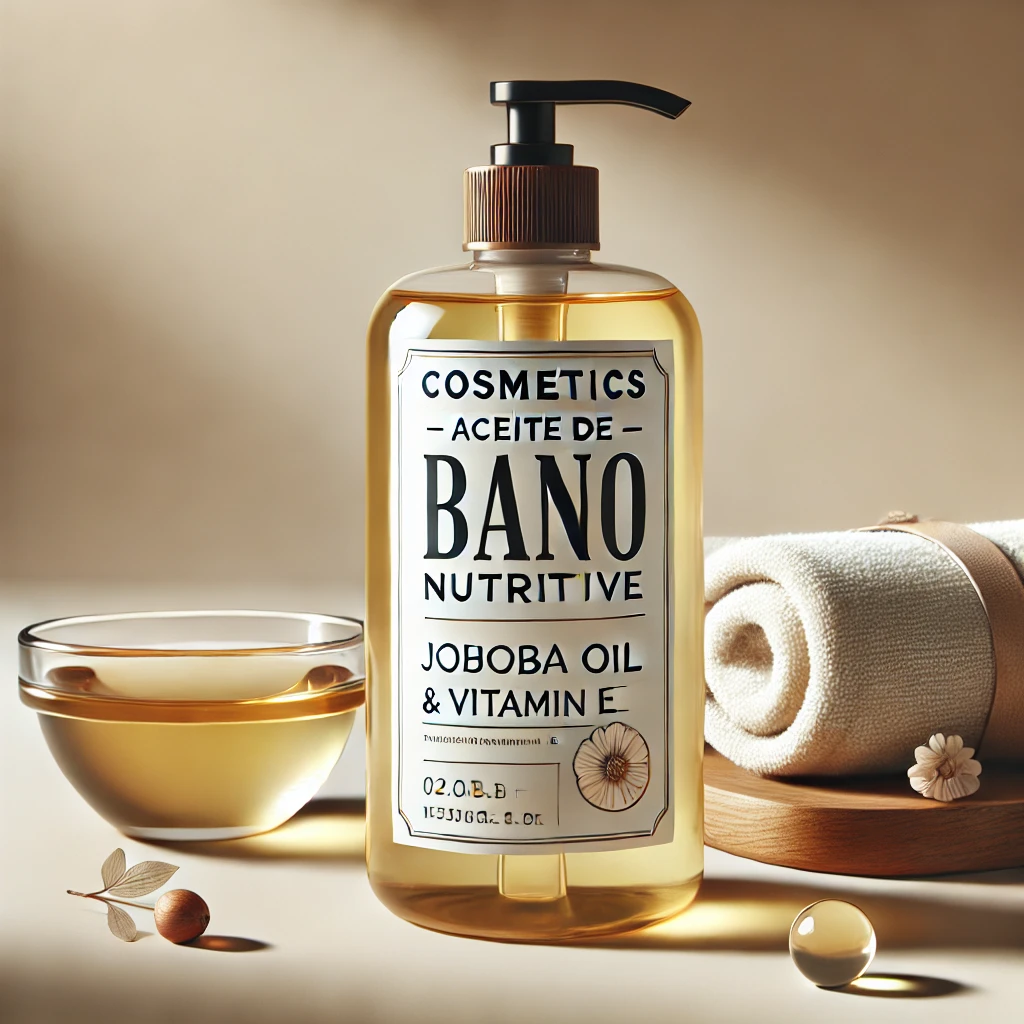 COSMETICS
– ACEITE DE –
BANO
NUTRITIVE
JOBOBA OIL
& VITAMIN E